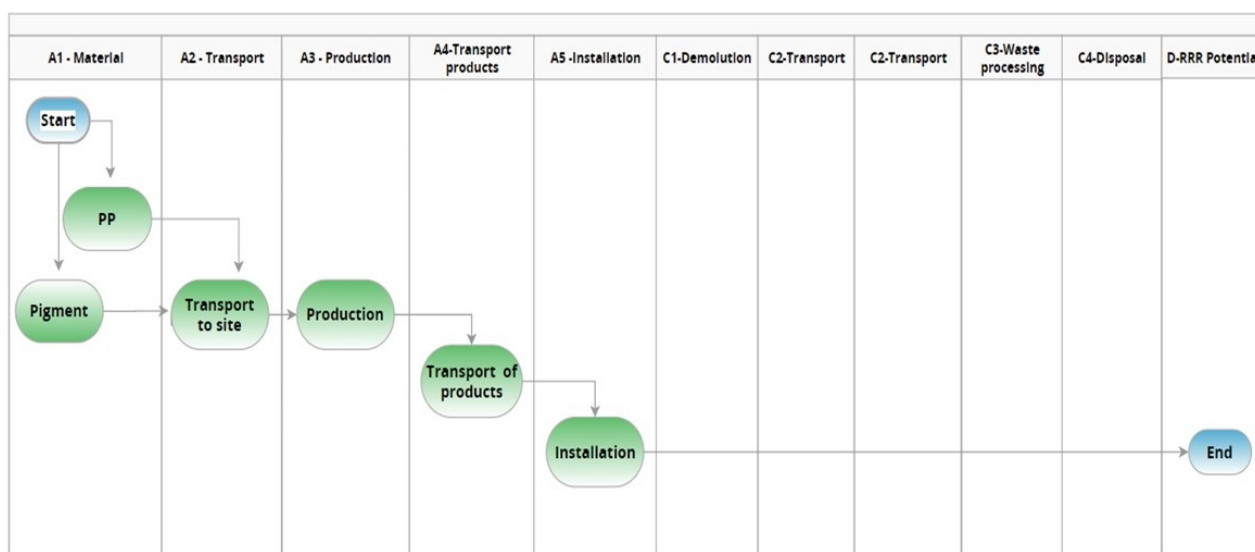 A1 - Material
A2 - Transport
A3 - Production
A4-Transport
products
A5 -Installation
C1-Demolution
C2-Transport
C2-Transport
C3-Waste
processing
C4-Disposal
D-RRR Potentia
Start
PP
Pigment
Transport
to site
Production
Transport of
products
Installation
End